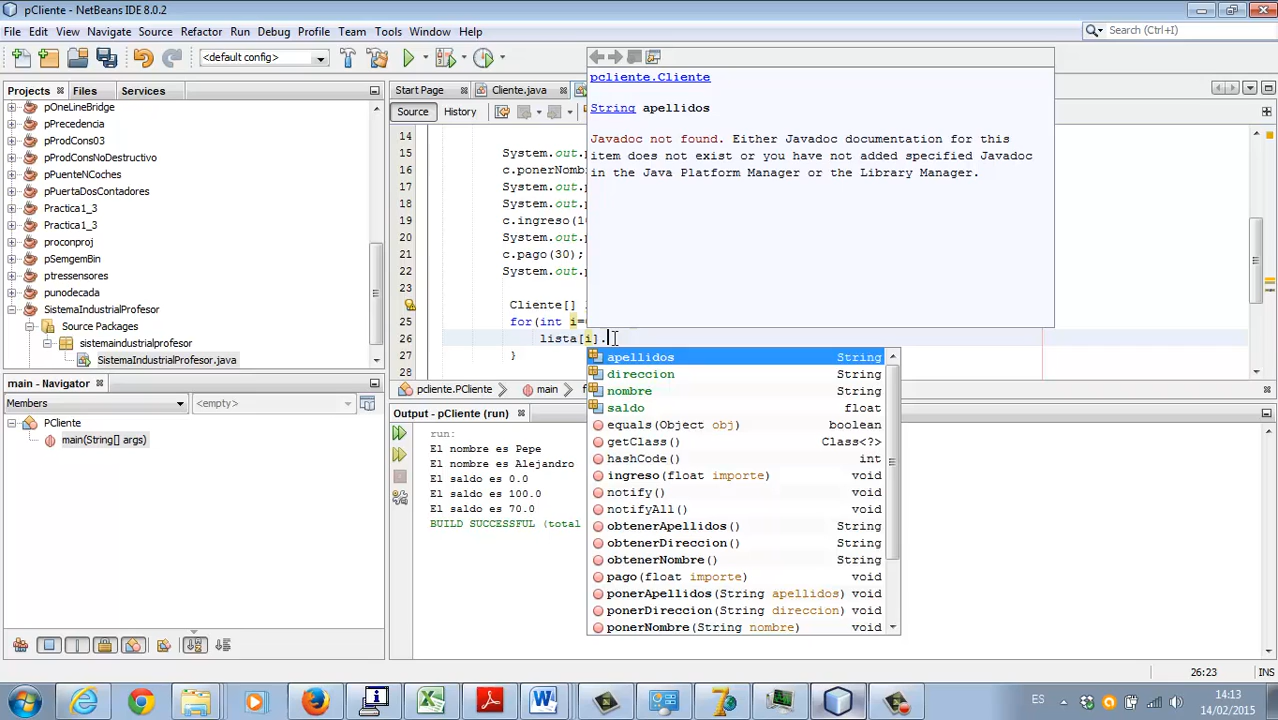 pCliente - NetBeans IDE 8.0.2
File Edit View Navigate Source Refactor Run Debug Profile Team Tools Window Help
Search (Ctrl+I)
<default config>
Projects Files Services
pOneLineBridge
pPrecedencia
pProdCons03
pProdConsNoDestructivo
pPuenteNCoches
pPuertaDosContadores
Practica1_3
Practica1_3
proconproj
pSemgemBin
ptressensores
punodecada
SistemaIndustrialProfesor
Source Packages
sistemaindustrialprofesor
SistemaIndustrialProfesor.java
main - Navigator
Members
<empty>
PCliente
main(String[] args)
Start Page Cliente.java
Source History
14
15 System.out.p
16 c.ponerNomb
17 System.out.p
18 System.out.p
19 c.ingreso(10
20 System.out.p
21 c.pago(30);
22 System.out.p
23
Cliente[] l
25 for(int i=
26 lista[i].
27 }
28
pcliente.Cliente
String apellidos
Javadoc not found. Either Javadoc documentation for this
item does not exist or you have not added specified Javadoc
in the Java Platform Manager or the Library Manager.
apellidos String
direccion String
nombre String
saldo float
equals(Object obj) boolean
getClass() Class<?>
hashCode() int
ingreso(float importe) void
notify() void
notifyAll() void
obtenerApellidos() String
obtenerDireccion() String
obtenerNombre() String
pago(float importe) void
ponerApellidos(String apellidos) void
ponerDireccion(String direccion) void
ponerNombre(String nombre) void
pcliente.PCliente main
Output - pCliente (run)
run:
El nombre es Pepe
El nombre es Alejandro
El saldo es 0.0
El saldo es 100.0
El saldo es 70.0
BUILD SUCCESSFUL (total
26:23 INS
ES
14:13
14/02/2015